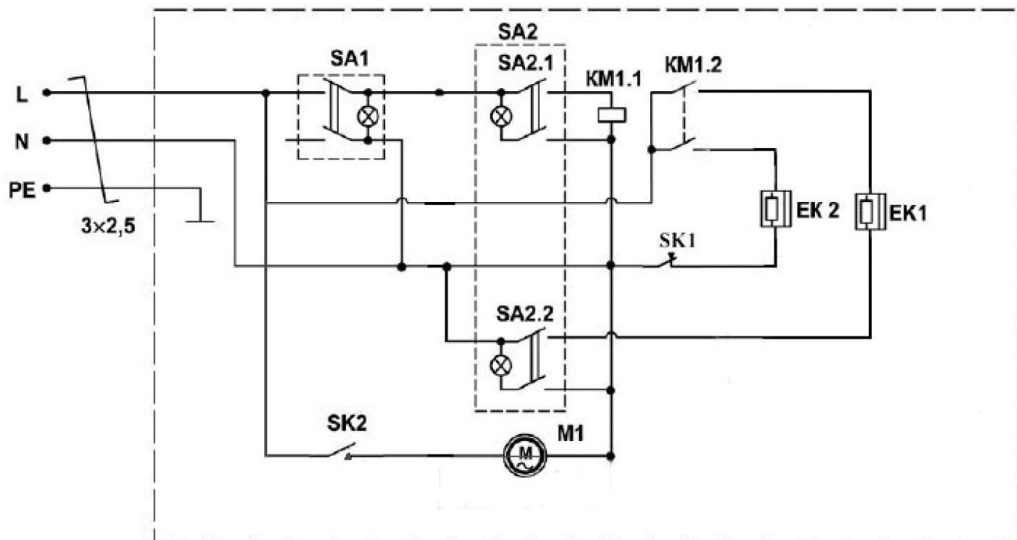 SA2
SA1
SA2.1
KM1.1
KM1.2
L
N
PE
3×2,5
EK 2
EK1
SK1
SA2.2
SK2
M1
M